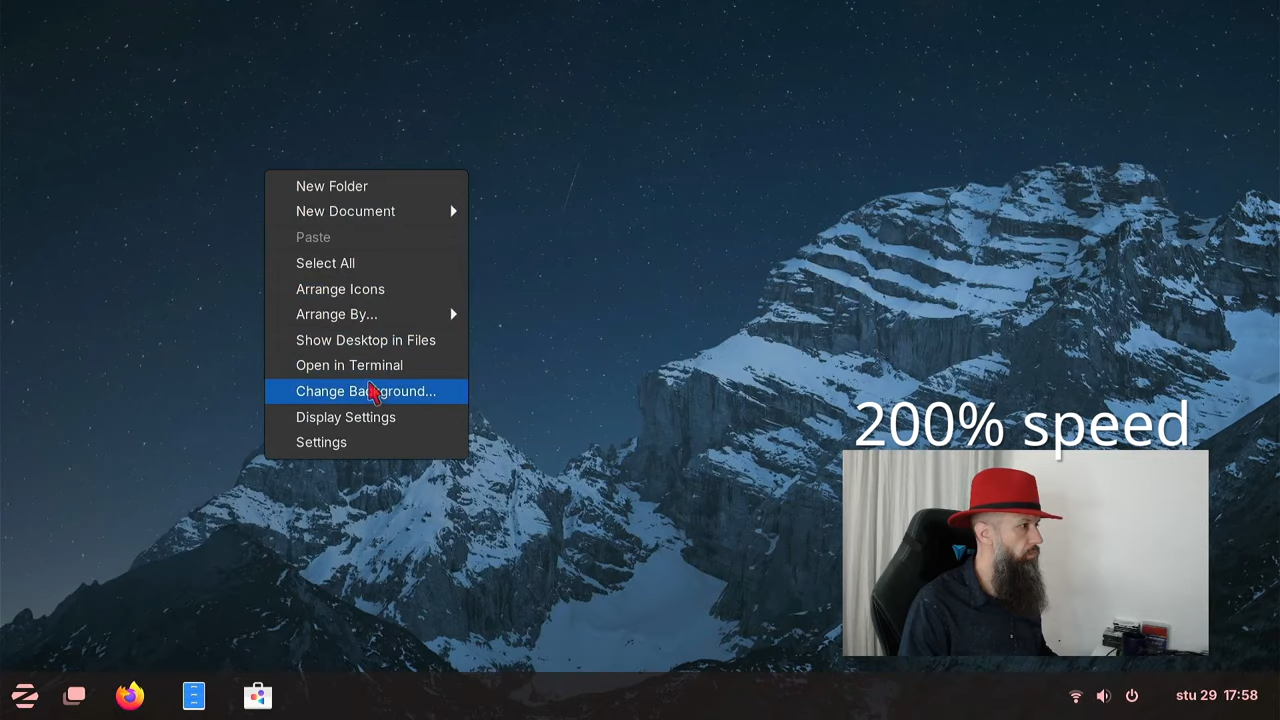 New Folder
New Document
Paste
Select All
Arrange Icons
Arrange By...
Show Desktop in Files
Open in Terminal
Change Background...
Display Settings
Settings
200% speed
stu 29 17:58